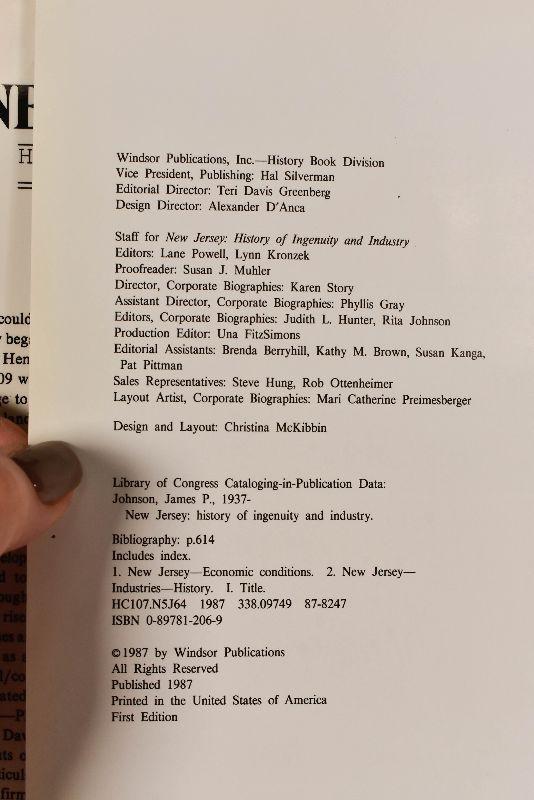 Windsor Publications, Inc.—History Book Division
Vice President, Publishing: Hal Silverman
Editorial Director: Teri Davis Greenberg
Design Director: Alexander D'Anca
Staff for New Jersey: History of Ingenuity and Industry
Editors: Lane Powell, Lynn Kronzek
Proofreader: Susan J. Muhler
Director, Corporate Biographies: Karen Story
Assistant Director, Corporate Biographies: Phyllis Gray
Editors, Corporate Biographies: Judith L. Hunter, Rita Johnson
Production Editor: Una FitzSimons
Editorial Assistants: Brenda Berryhill, Kathy M. Brown, Susan Kanga,
Pat Pittman
Sales Representatives: Steve Hung, Rob Ottenheimer
Layout Artist, Corporate Biographies: Mari Catherine Preimesberger
Design and Layout: Christina McKibbin
Library of Congress Cataloging-in-Publication Data:
Johnson, James P., 1937-
New Jersey: history of ingenuity and industry.
Bibliography: p.614
Includes index.
1. New Jersey—Economic conditions. 2. New Jersey—
Industries—History. I. Title.
HC107.N5J64 1987 338.09749 87-8247
ISBN 0-89781-206-9
©1987 by Windsor Publications
All Rights Reserved
Published 1987
Printed in the United States of America
First Edition